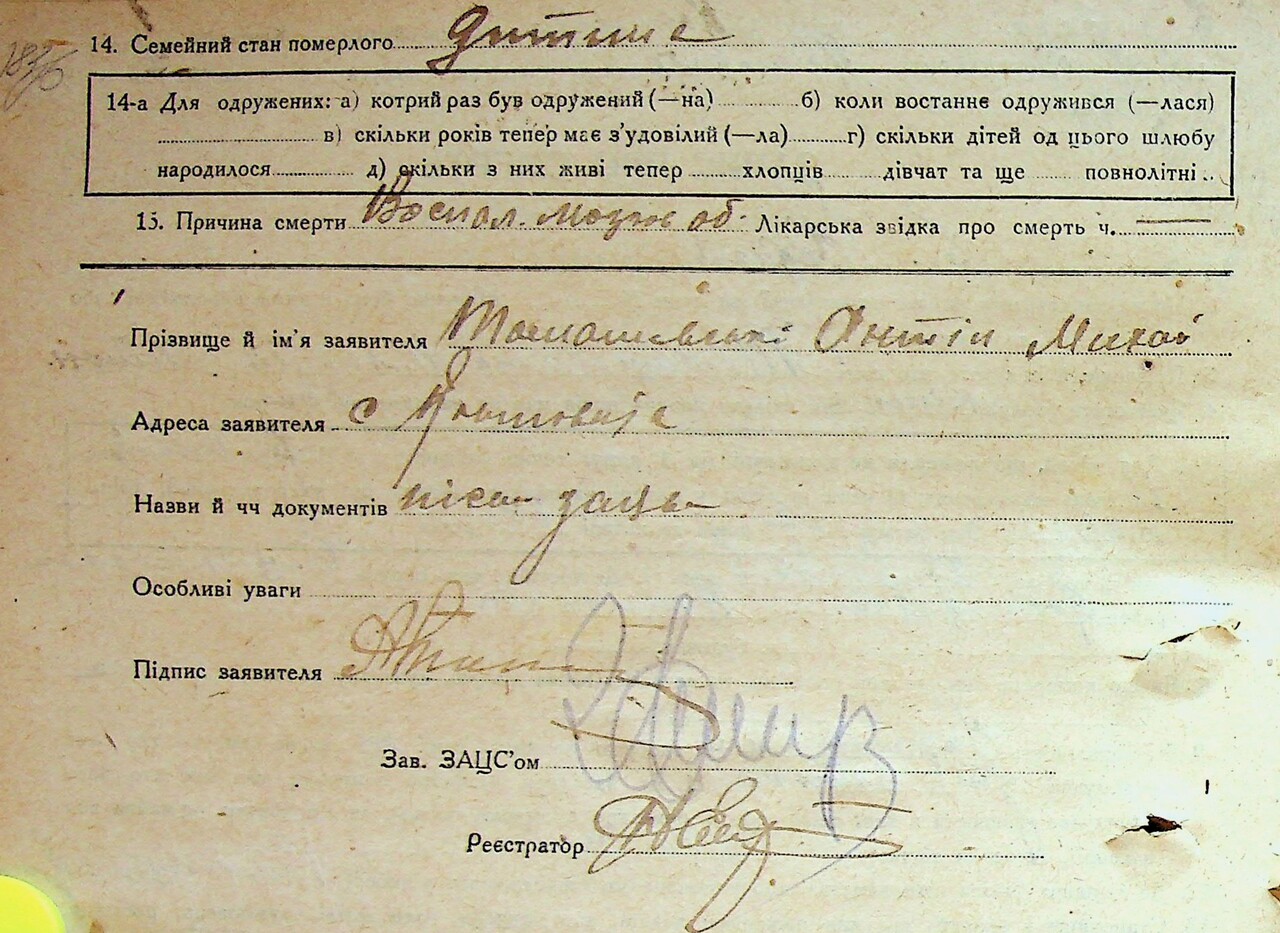 14. Семейний стан померлого дитина
14-а Для одружених: а) котрий раз був одружений (—на) б) коли востаннє одружився (—лася)
в) скільки років тепер має з'удовілий (—ла) г) скільки дітей од цього шлюбу
народилося д) скільки з них живі тепер хлопців дівчат та ще повнолітні
15. Причина смерти Воспал. мозков об. Лікарська звідка про смерть ч. —
Прізвище й ім'я заявителя Томашевські Антін Михай
Адреса заявителя с
Назви й чч документів
Особливі уваги
Підпис заявителя
Зав. ЗАЦС'ом
Реєстратор